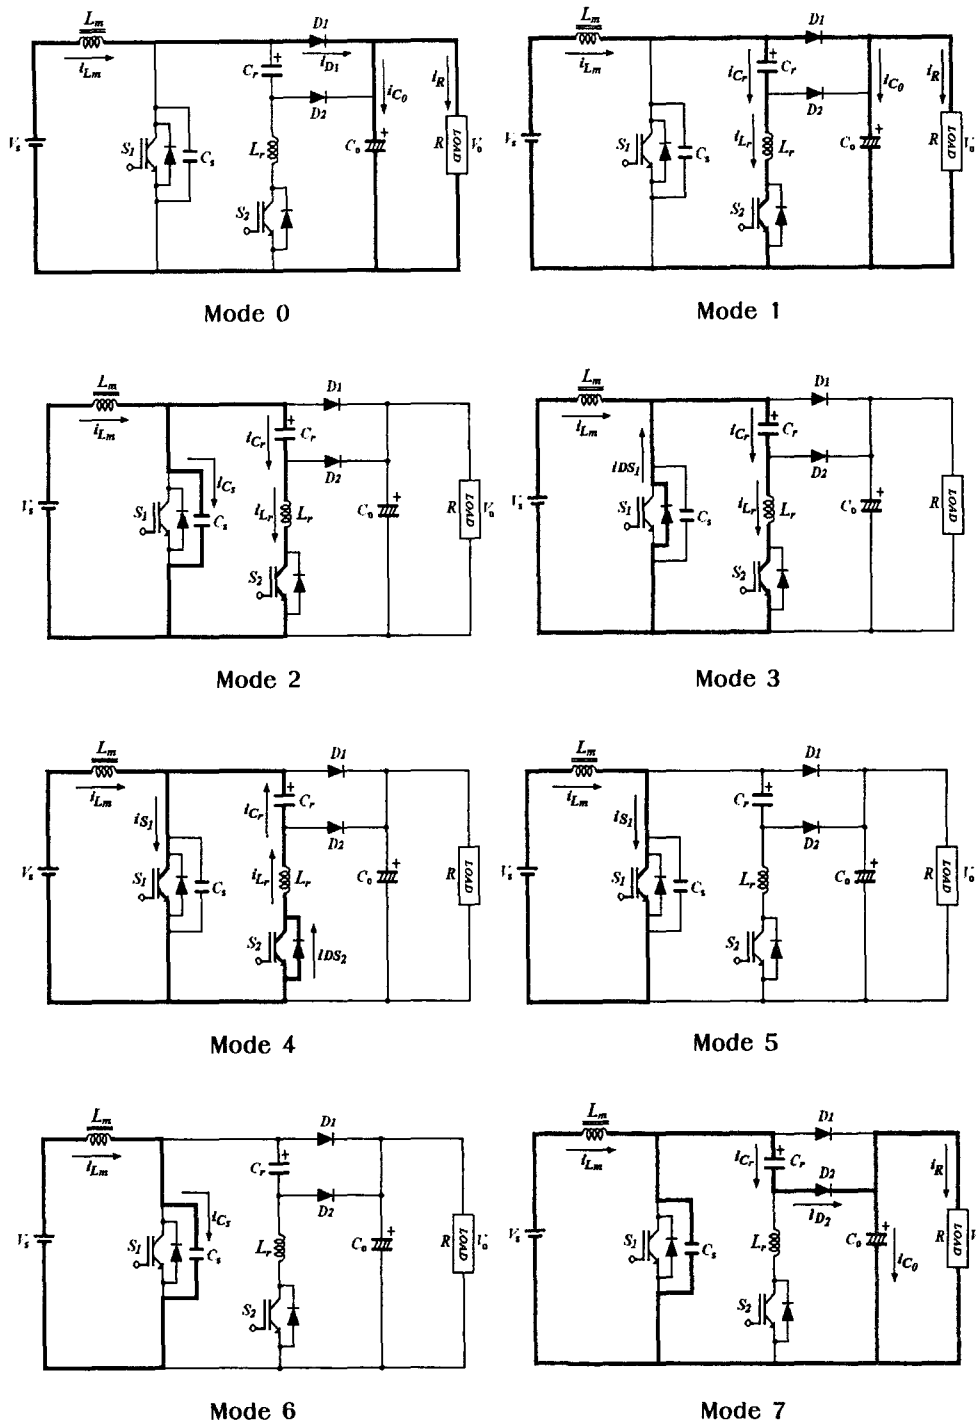 Lm
iLm
D1
iD1
Cr
+
D2
iC0
iR
Vs
S1
Cs
Lr
S2
C0
+
R
LOAD
V0
Mode 0
Lm
iLm
D1
iCr
+
Cr
D2
iC0
iR
Vs
S1
Cs
iLr
Lr
S2
C0
+
R
LOAD
V0
Mode 1
Lm
iLm
D1
iCr
+
Cr
D2
iCs
Vs
S1
Cs
iLr
Lr
S2
C0
+
R
LOAD
V0
Mode 2
Lm
iLm
D1
iCr
+
Cr
D2
iDS1
Vs
S1
Cs
iLr
Lr
S2
C0
+
R
LOAD
Mode 3
Lm
iLm
D1
iS1
iCr
+
Cr
D2
Vs
S1
Cs
iLr
Lr
S2
iDS2
C0
+
R
LOAD
V0
Mode 4
Lm
iLm
D1
iS1
Cr
+
D2
Vs
S1
Cs
Lr
S2
C0
+
R
LOAD
V0
Mode 5
Lm
iLm
D1
+
Cr
D2
iCs
Vs
S1
Cs
Lr
S2
C0
+
R
LOAD
V0
Mode 6
Lm
iLm
D1
iCr
+
Cr
D2
iD2
iR
Vs
S1
Cs
Lr
S2
C0
+
iC0
R
LOAD
V
Mode 7